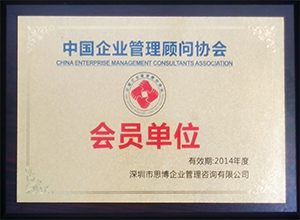 中国企业管理顾问协会
CHINA ENTERPRISE MANAGEMENT CONSULTANTS ASSOCIATION
会员单位
有效期:2014年度
深圳市思博企业管理咨询有限公司